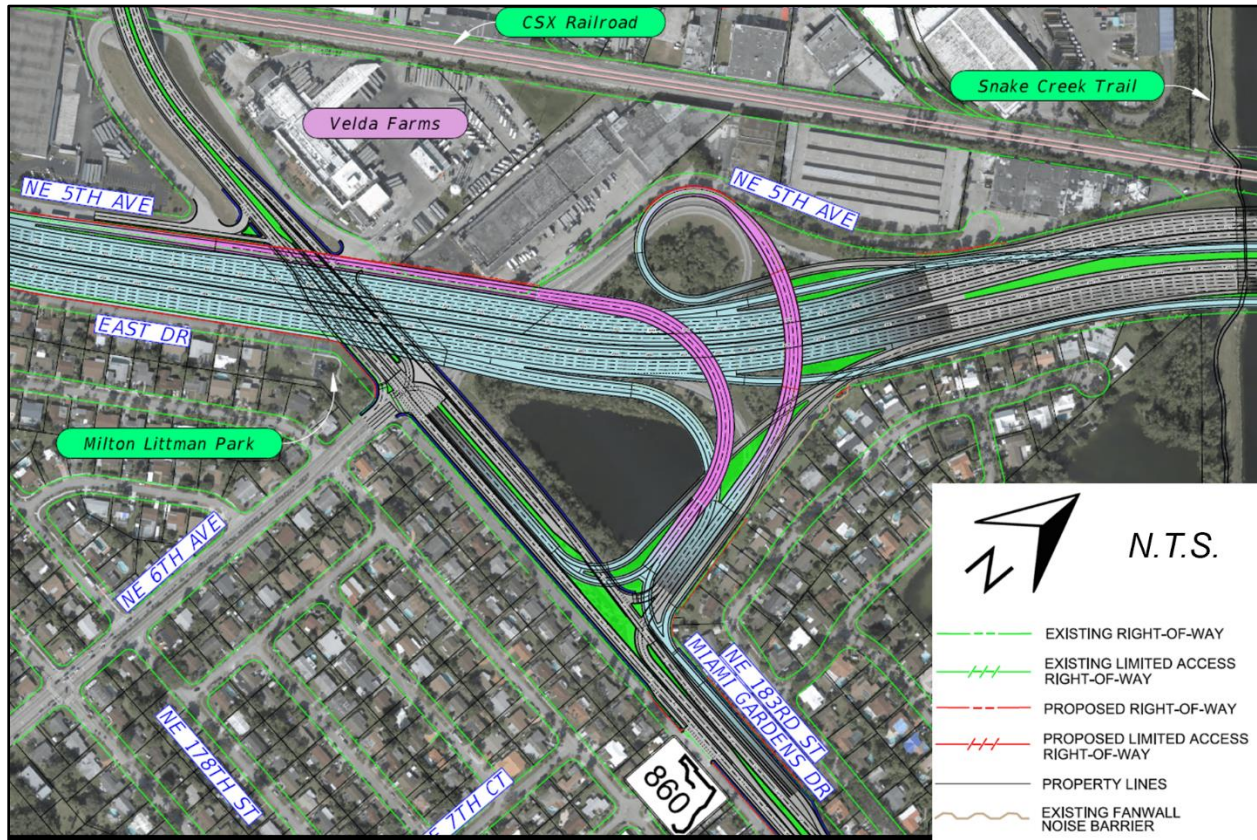 CSX Railroad
Snake Creek Trail
Velda Farms
NE 5TH AVE
NE 5TH AVE
EAST DR
Milton Littman Park
NE 6TH AVE
NE 178TH ST
E 7TH CT
NE 183RD ST
MIAMI GARDENS DR
860
N
N.T.S.
EXISTING RIGHT-OF-WAY
EXISTING LIMITED ACCESS
RIGHT-OF-WAY
PROPOSED RIGHT-OF-WAY
PROPOSED LIMITED ACCESS
RIGHT-OF-WAY
PROPERTY LINES
EXISTING FANWALL
NOISE BARRIER